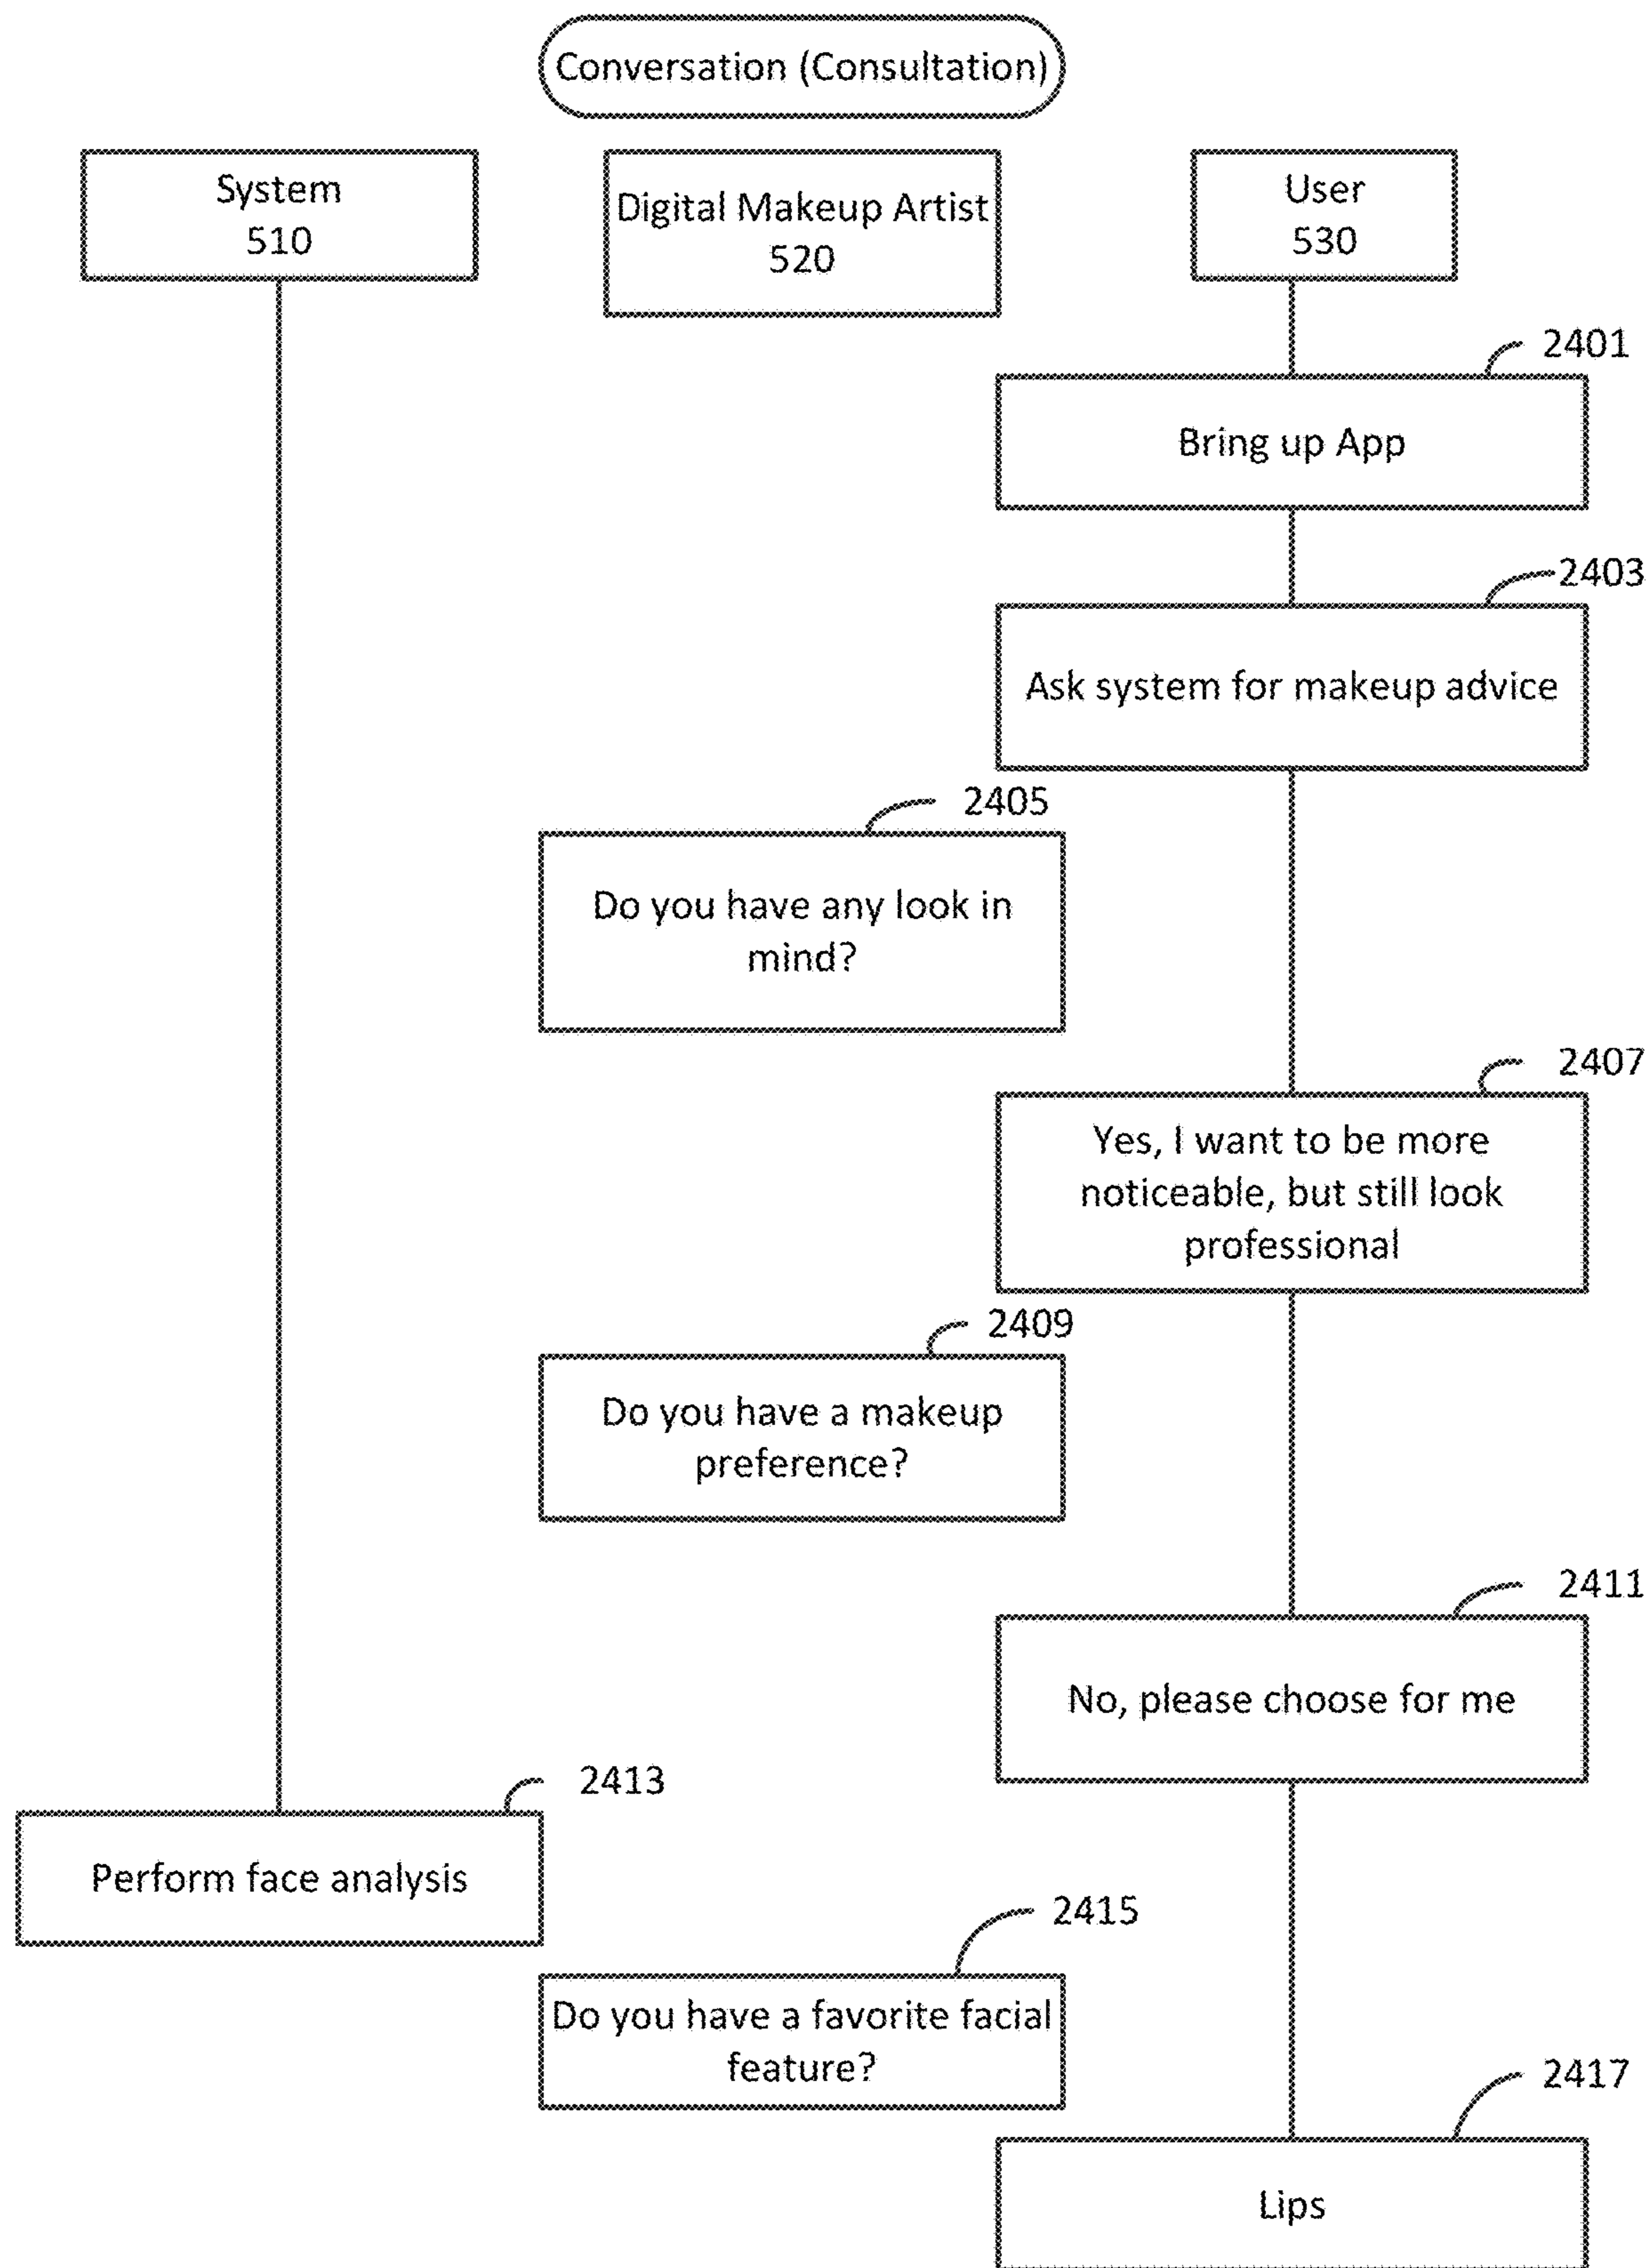 Conversation (Consultation)
System
510
Digital Makeup Artist
520
User
530
2401
Bring up App
2403
Ask system for makeup advice
2405
Do you have any look in
mind?
2407
Yes, I want to be more
noticeable, but still look
professional
2409
Do you have a makeup
preference?
2411
No, please choose for me
2413
Perform face analysis
2415
Do you have a favorite facial
feature?
2417
Lips